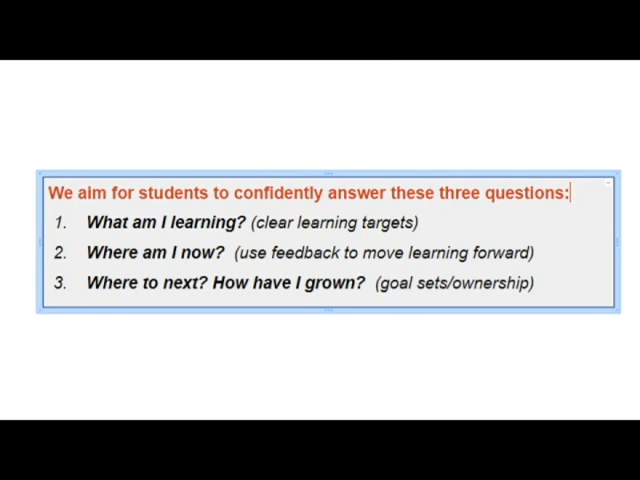 We aim for students to confidently answer these three questions:
1. What am I learning? (clear learning targets)
2. Where am I now? (use feedback to move learning forward)
3. Where to next? How have I grown? (goal sets/ownership)